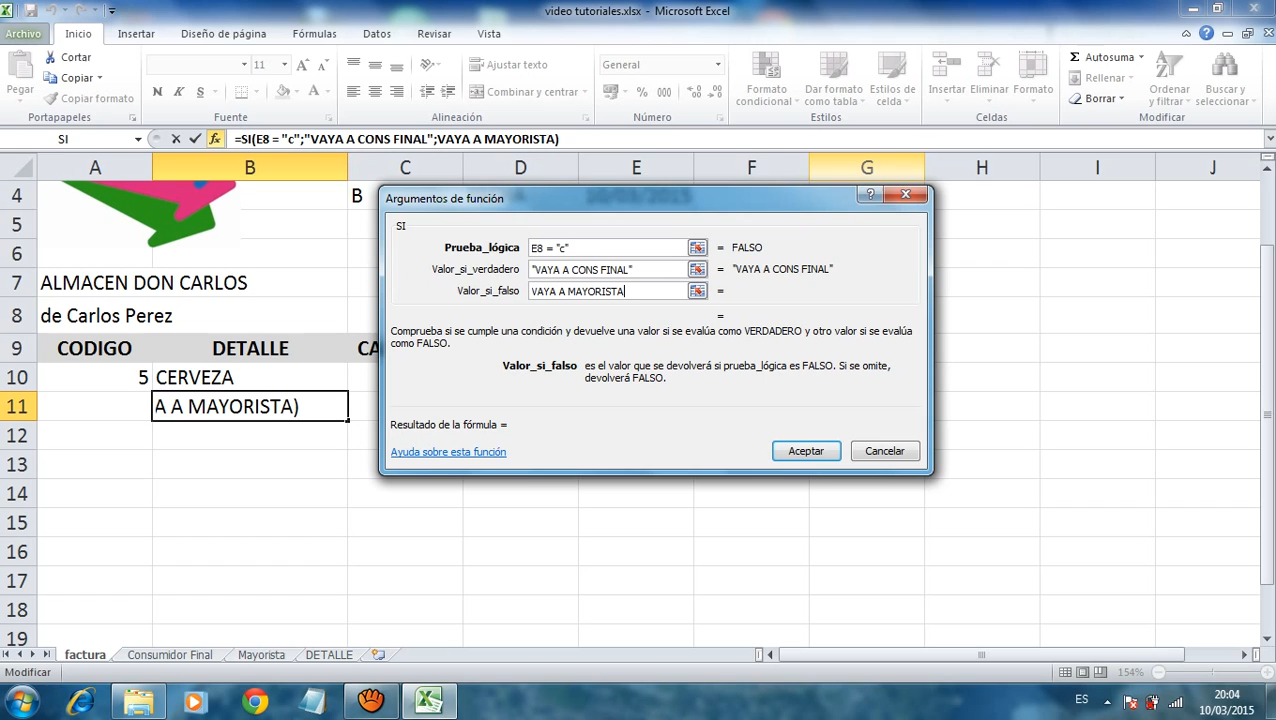 video tutoriales.xlsx - Microsoft Excel
Archivo Inicio Insertar Diseño de página Fórmulas Datos Revisar Vista
Pegar
Cortar
Copiar
Copiar formato
Portapapeles
11
N K S
Fuente
Ajustar texto
Combinar y centrar
Alineación
General
% 000
Número
Formato condicional
Dar formato como tabla
Estilos de celda
Estilos
Insertar Eliminar Formato
Celdas
Autosuma
Rellenar
Borrar
Ordenar y filtrar
Buscar y seleccionar
Modificar
SI
fx
=SI(E8 = "c";"VAYA A CONS FINAL";VAYA A MAYORISTA)
A B C D E F G H I J
4 B 10/03/2015
5
6
7 ALMACEN DON CARLOS
8 de Carlos Perez
9 CODIGO DETALLE CA
10 5 CERVEZA
11 A A MAYORISTA)
12
13
14
15
16
17
18
19
Argumentos de función
SI
Prueba_lógica E8 = "c" = FALSO
Valor_si_verdadero "VAYA A CONS FINAL" = "VAYA A CONS FINAL"
Valor_si_falso VAYA A MAYORISTA =
=
Comprueba si se cumple una condición y devuelve una valor si se evalúa como VERDADERO y otro valor si se evalúa
como FALSO.
Valor_si_falso es el valor que se devolverá si prueba_lógica es FALSO. Si se omite,
devolverá FALSO.
Resultado de la fórmula =
Ayuda sobre esta función
Aceptar Cancelar
factura Consumidor Final Mayorista DETALLE
Modificar
154%
ES
20:04
10/03/2015